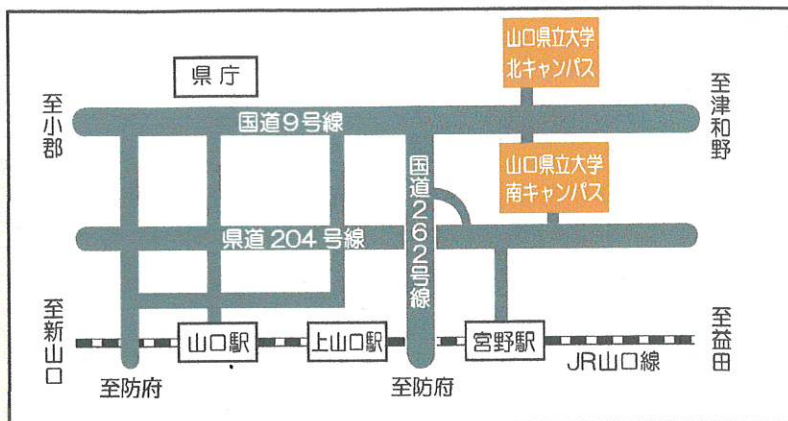 山口県立大学
北キャンパス
県庁
至小郡
国道9号線
至津和野
山口県立大学
南キャンパス
国道262号線
県道204号線
至新山口
山口駅
上山口駅
宮野駅
至益田
JR山口線
至防府
至防府